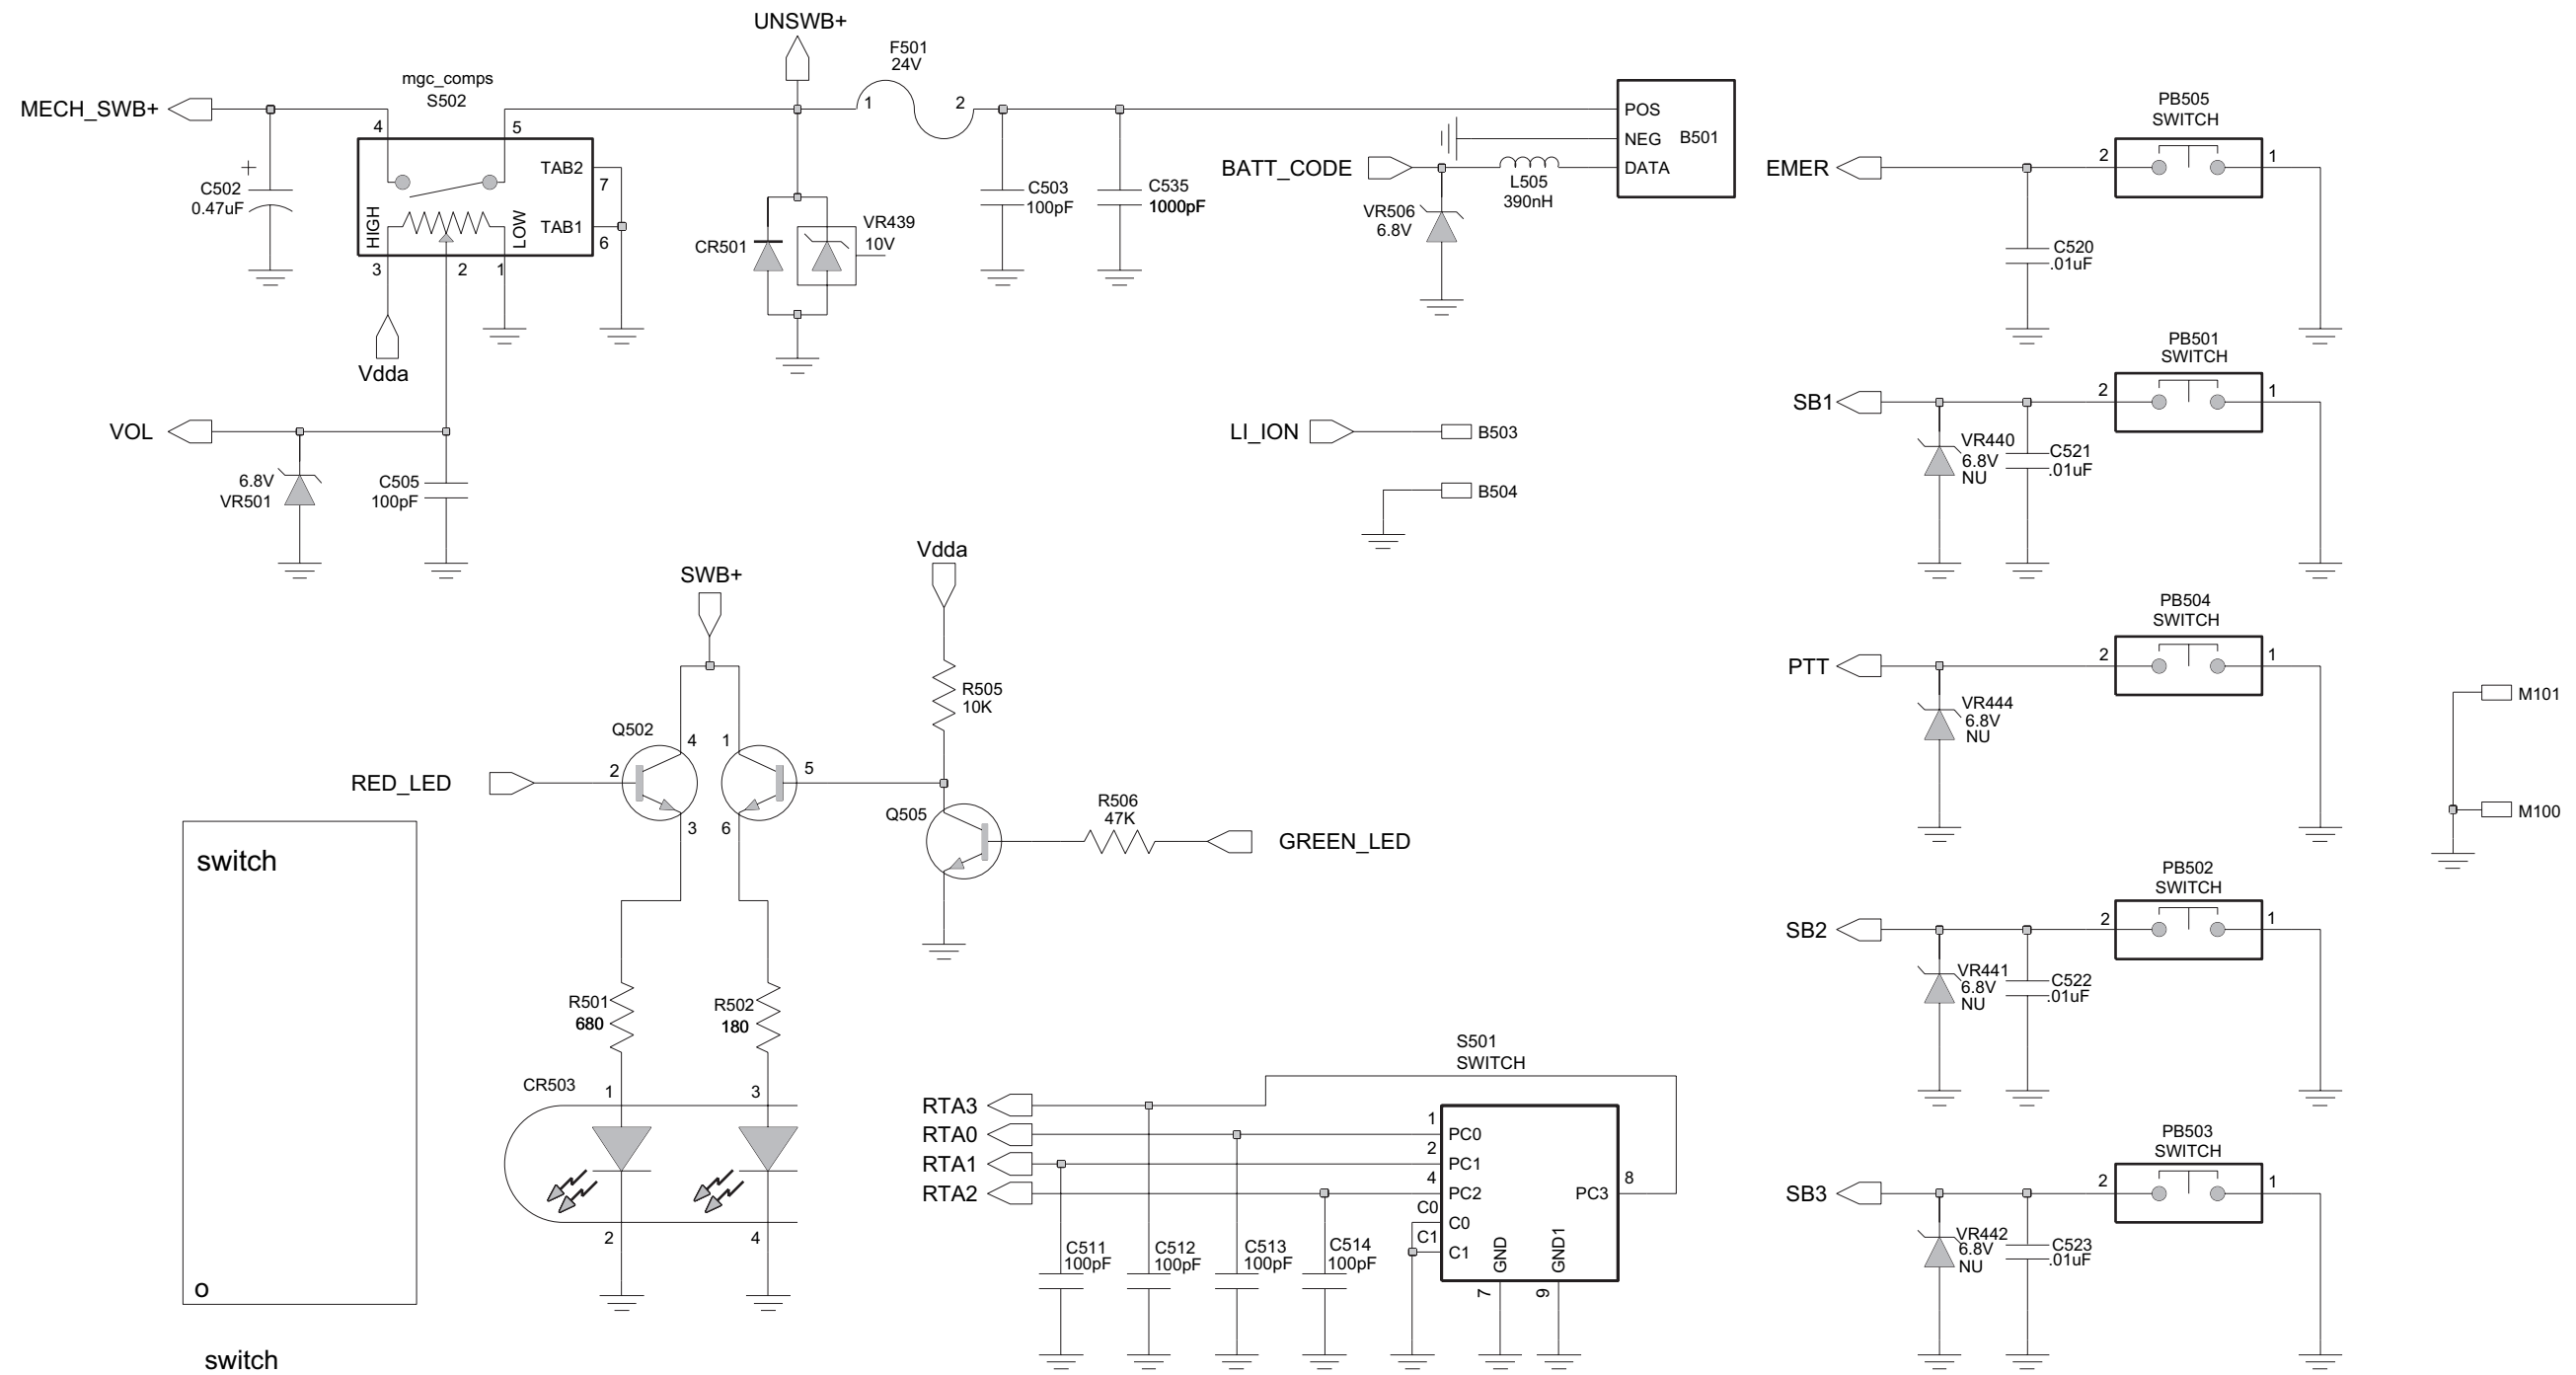 UNSWB+
F501
24V
1
2
mgc_comps
S502
MECH_SWB+
4
5
TAB2
7
TAB1
6
HIGH
LOW
3
2
1
+
C502
0.47uF
Vdda
CR501
VR439
10V
C503
100pF
C535
1000pF
POS
NEG
DATA
B501
BATT_CODE
L505
390nH
VR506
6.8V
VOL
6.8V
VR501
C505
100pF
LI_ION
B503
B504
EMER
PB505
SWITCH
2
1
C520
.01uF
SB1
PB501
SWITCH
2
1
VR440
6.8V
NU
C521
.01uF
PTT
PB504
SWITCH
2
1
VR444
6.8V
NU
M101
M100
SB2
PB502
SWITCH
2
1
VR441
6.8V
NU
C522
.01uF
SB3
PB503
SWITCH
2
1
VR442
6.8V
NU
C523
.01uF
SWB+
Vdda
R505
10K
Q502
4
1
2
5
3
6
RED_LED
Q505
R506
47K
GREEN_LED
R501
680
R502
180
CR503
1
3
2
4
switch
o
switch
S501
SWITCH
RTA3
RTA0
RTA1
RTA2
1
2
4
C0
C1
PC0
PC1
PC2
C0
C1
PC3
8
GND
GND1
7
9
C511
100pF
C512
100pF
C513
100pF
C514
100pF